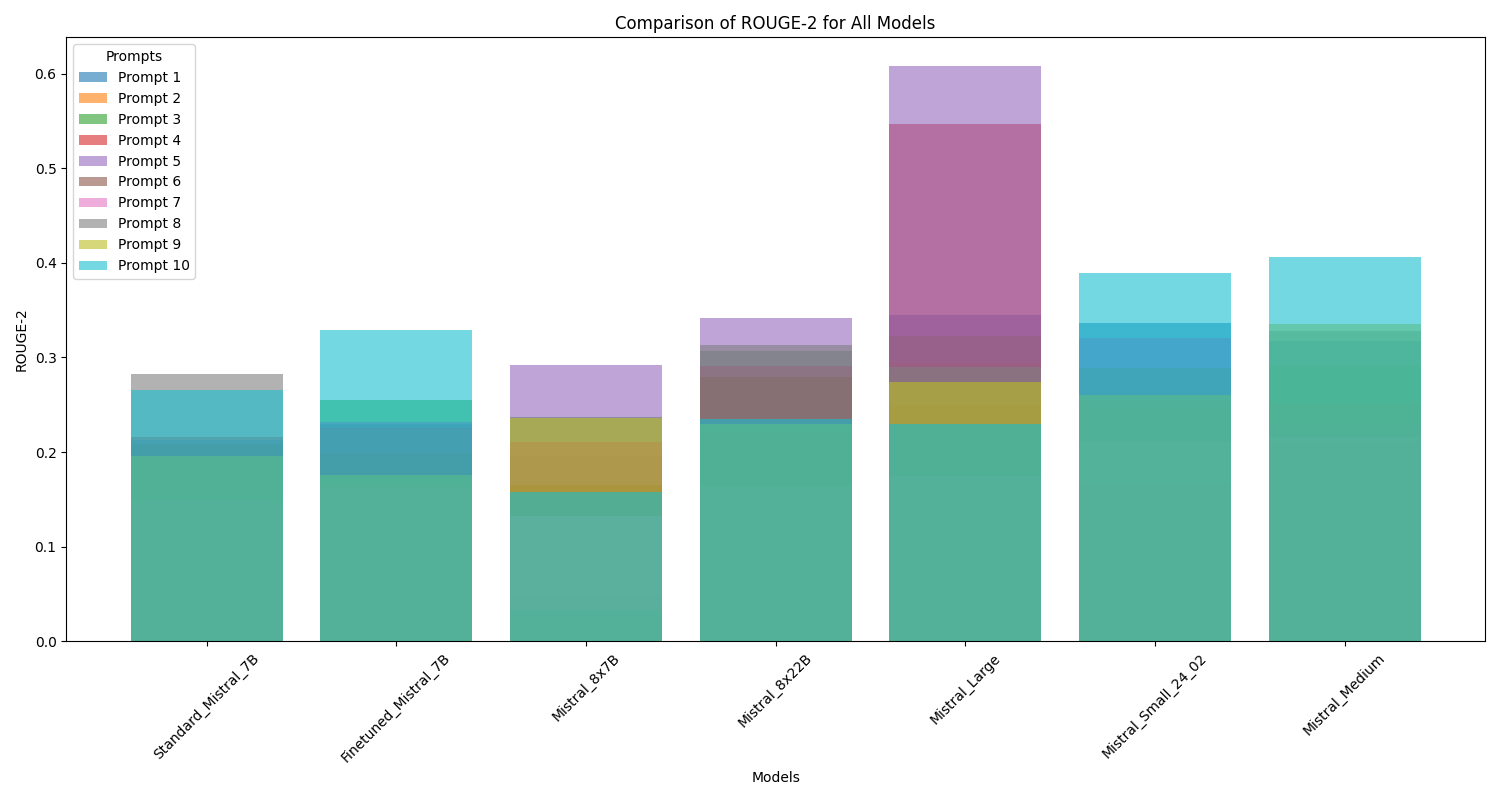 Comparison of ROUGE-2 for All Models
Prompts
Prompt 1
Prompt 2
Prompt 3
Prompt 4
Prompt 5
Prompt 6
Prompt 7
Prompt 8
Prompt 9
Prompt 10
0.6
0.5
0.4
0.3
0.2
0.1
0.0
ROUGE-2
Standard_Mistral_7B
Finetuned_Mistral_7B
Mistral_8x7B
Mistral_8x22B
Mistral_Large
Mistral_Small_24_02
Mistral_Medium
Models